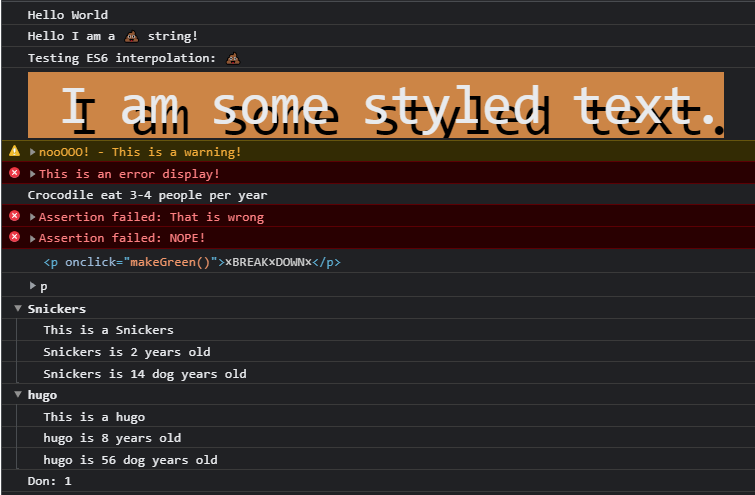 Hello World
Hello I am a 💩 string!
Testing ES6 interpolation: 💩
I am some styled text.
nooOOO! - This is a warning!
This is an error display!
Crocodile eat 3-4 people per year
Assertion failed: That is wrong
Assertion failed: NOPE!
<p onclick="makeGreen()">×BREAK×DOWN×</p>
p
Snickers
This is a Snickers
Snickers is 2 years old
Snickers is 14 dog years old
hugo
This is a hugo
hugo is 8 years old
hugo is 56 dog years old
Don: 1